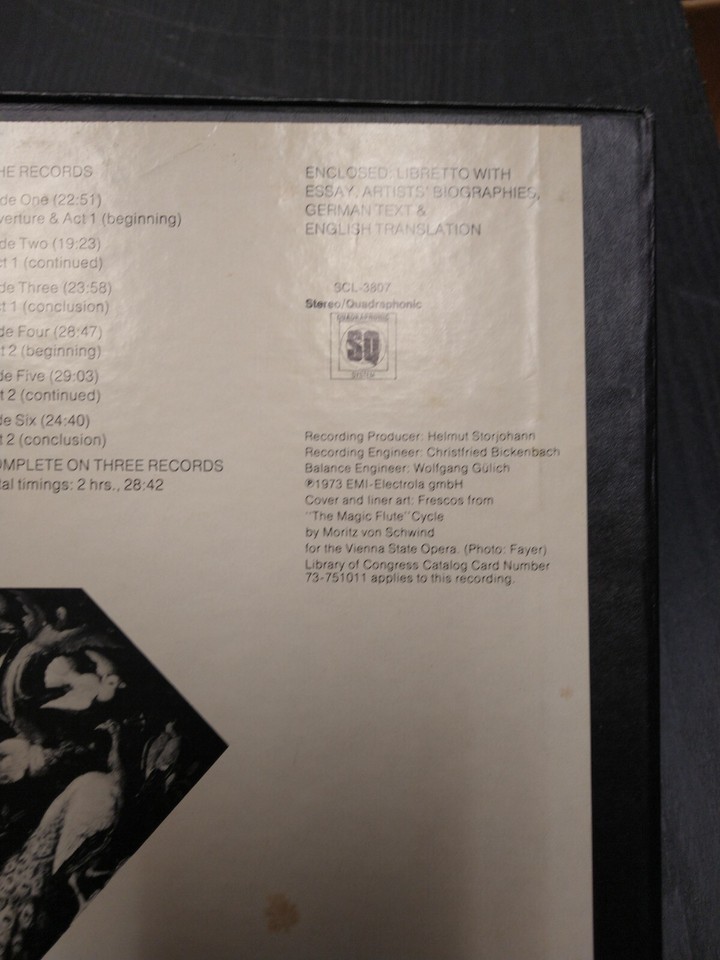 HE RECORDS
de One (22:51)
verture & Act 1 (beginning)
de Two (19:23)
ct 1 (continued)
de Three (23:58)
ct 1 (conclusion)
de Four (28:47)
t 2 (beginning)
de Five (29:03)
t 2 (continued)
de Six (24:40)
t 2 (conclusion)
OMPLETE ON THREE RECORDS
tal timings: 2 hrs., 28:42
ENCLOSED: LIBRETTO WITH
ESSAY, ARTISTS' BIOGRAPHIES,
GERMAN TEXT &
ENGLISH TRANSLATION
SCL-3807
Stereo/Quadraphonic
QUADRAPHONIC
SQ
SYSTEM
Recording Producer: Helmut Storjohann
Recording Engineer: Christfried Bickenbach
Balance Engineer: Wolfgang Gülich
℗1973 EMI-Electrola gmbH
Cover and liner art: Frescos from
"The Magic Flute" Cycle
by Moritz von Schwind
for the Vienna State Opera. (Photo: Fayer)
Library of Congress Catalog Card Number
73-751011 applies to this recording.